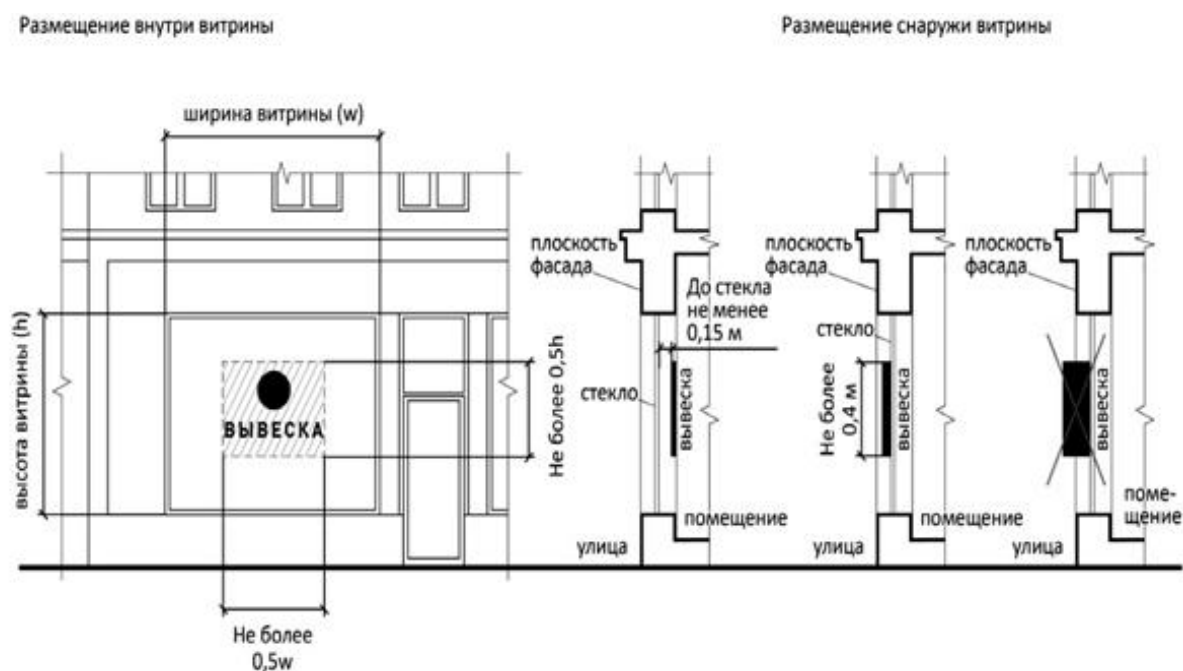 Размещение внутри витрины
Размещение снаружи витрины
ширина витрины (w)
высота витрины (h)
ВЫВЕСКА
Не более 0,5h
Не более
0,5w
плоскость
фасада
До стекла
не менее
0,15 м
стекло
вывеска
помещение
улица
плоскость
фасада
стекло
Не более
0,4 м
вывеска
помещение
улица
плоскость
фасада
вывеска
поме-
щение
улица